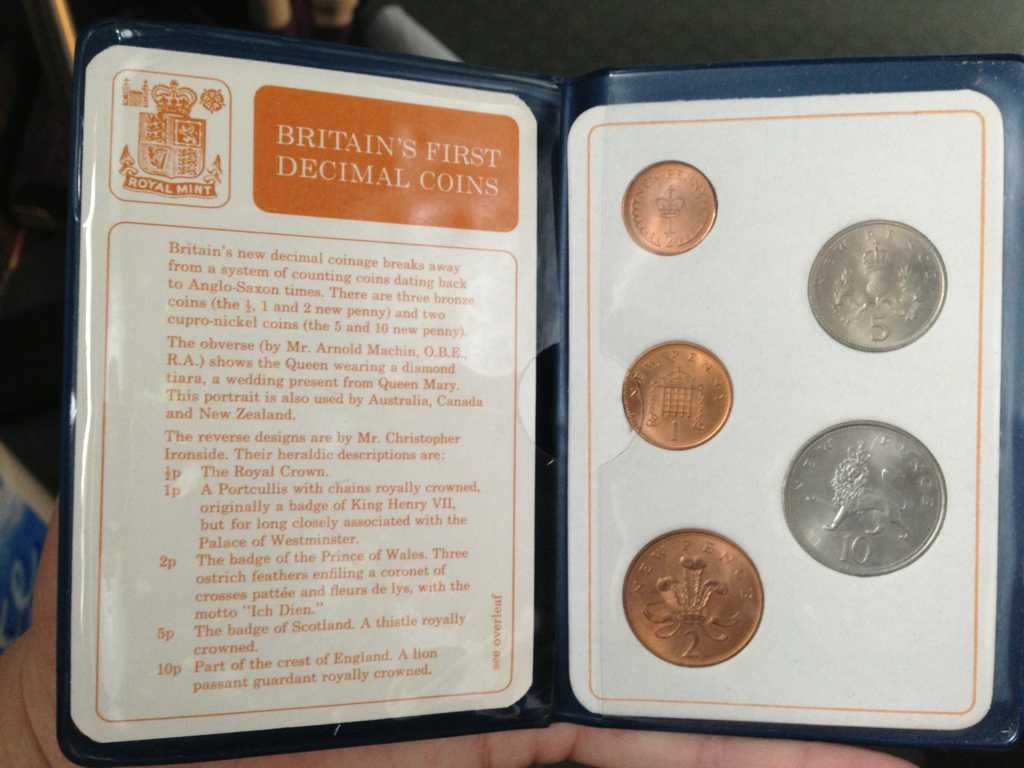 ROYAL MINT
BRITAIN'S FIRST
DECIMAL COINS
Britain's new decimal coinage breaks away
from a system of counting coins dating back
to Anglo-Saxon times. There are three bronze
coins (the ½, 1 and 2 new penny) and two
cupro-nickel coins (the 5 and 10 new penny).
The obverse (by Mr. Arnold Machin, O.B.E.,
R.A.) shows the Queen wearing a diamond
tiara, a wedding present from Queen Mary.
This portrait is also used by Australia, Canada
and New Zealand.
The reverse designs are by Mr. Christopher
Ironside. Their heraldic descriptions are:
½p The Royal Crown.
1p A Portcullis with chains royally crowned,
originally a badge of King Henry VII,
but for long closely associated with the
Palace of Westminster.
2p The badge of the Prince of Wales. Three
ostrich feathers enfiling a coronet of
crosses pattée and fleurs de lys, with the
motto "Ich Dien."
5p The badge of Scotland. A thistle royally
crowned.
10p Part of the crest of England. A lion
passant guardant royally crowned.
see overleaf
NEW PENCE
5
NEW PENNY
1
NEW PENCE
10
NEW PENCE
2